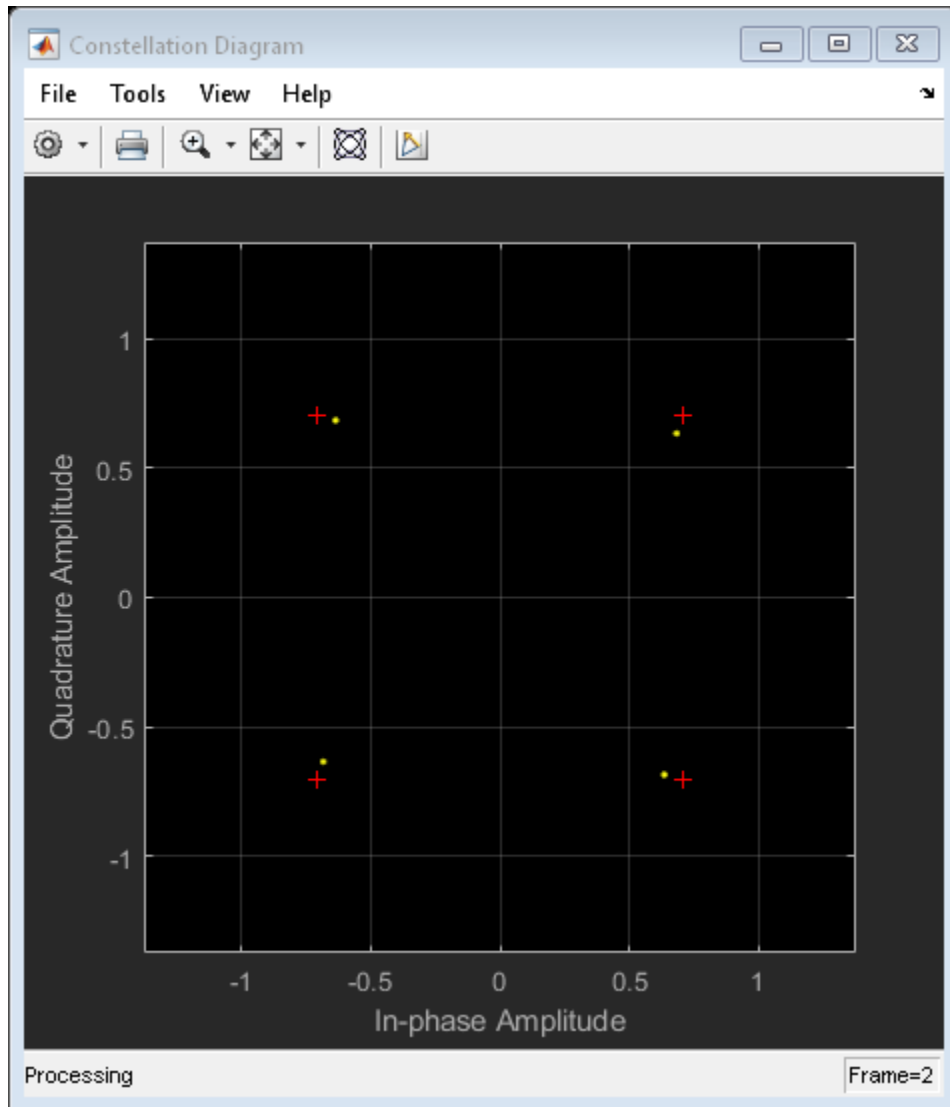 Constellation Diagram
File Tools View Help
1
0.5
0
-0.5
-1
Quadrature Amplitude
-1 -0.5 0 0.5 1
In-phase Amplitude
Processing Frame=2